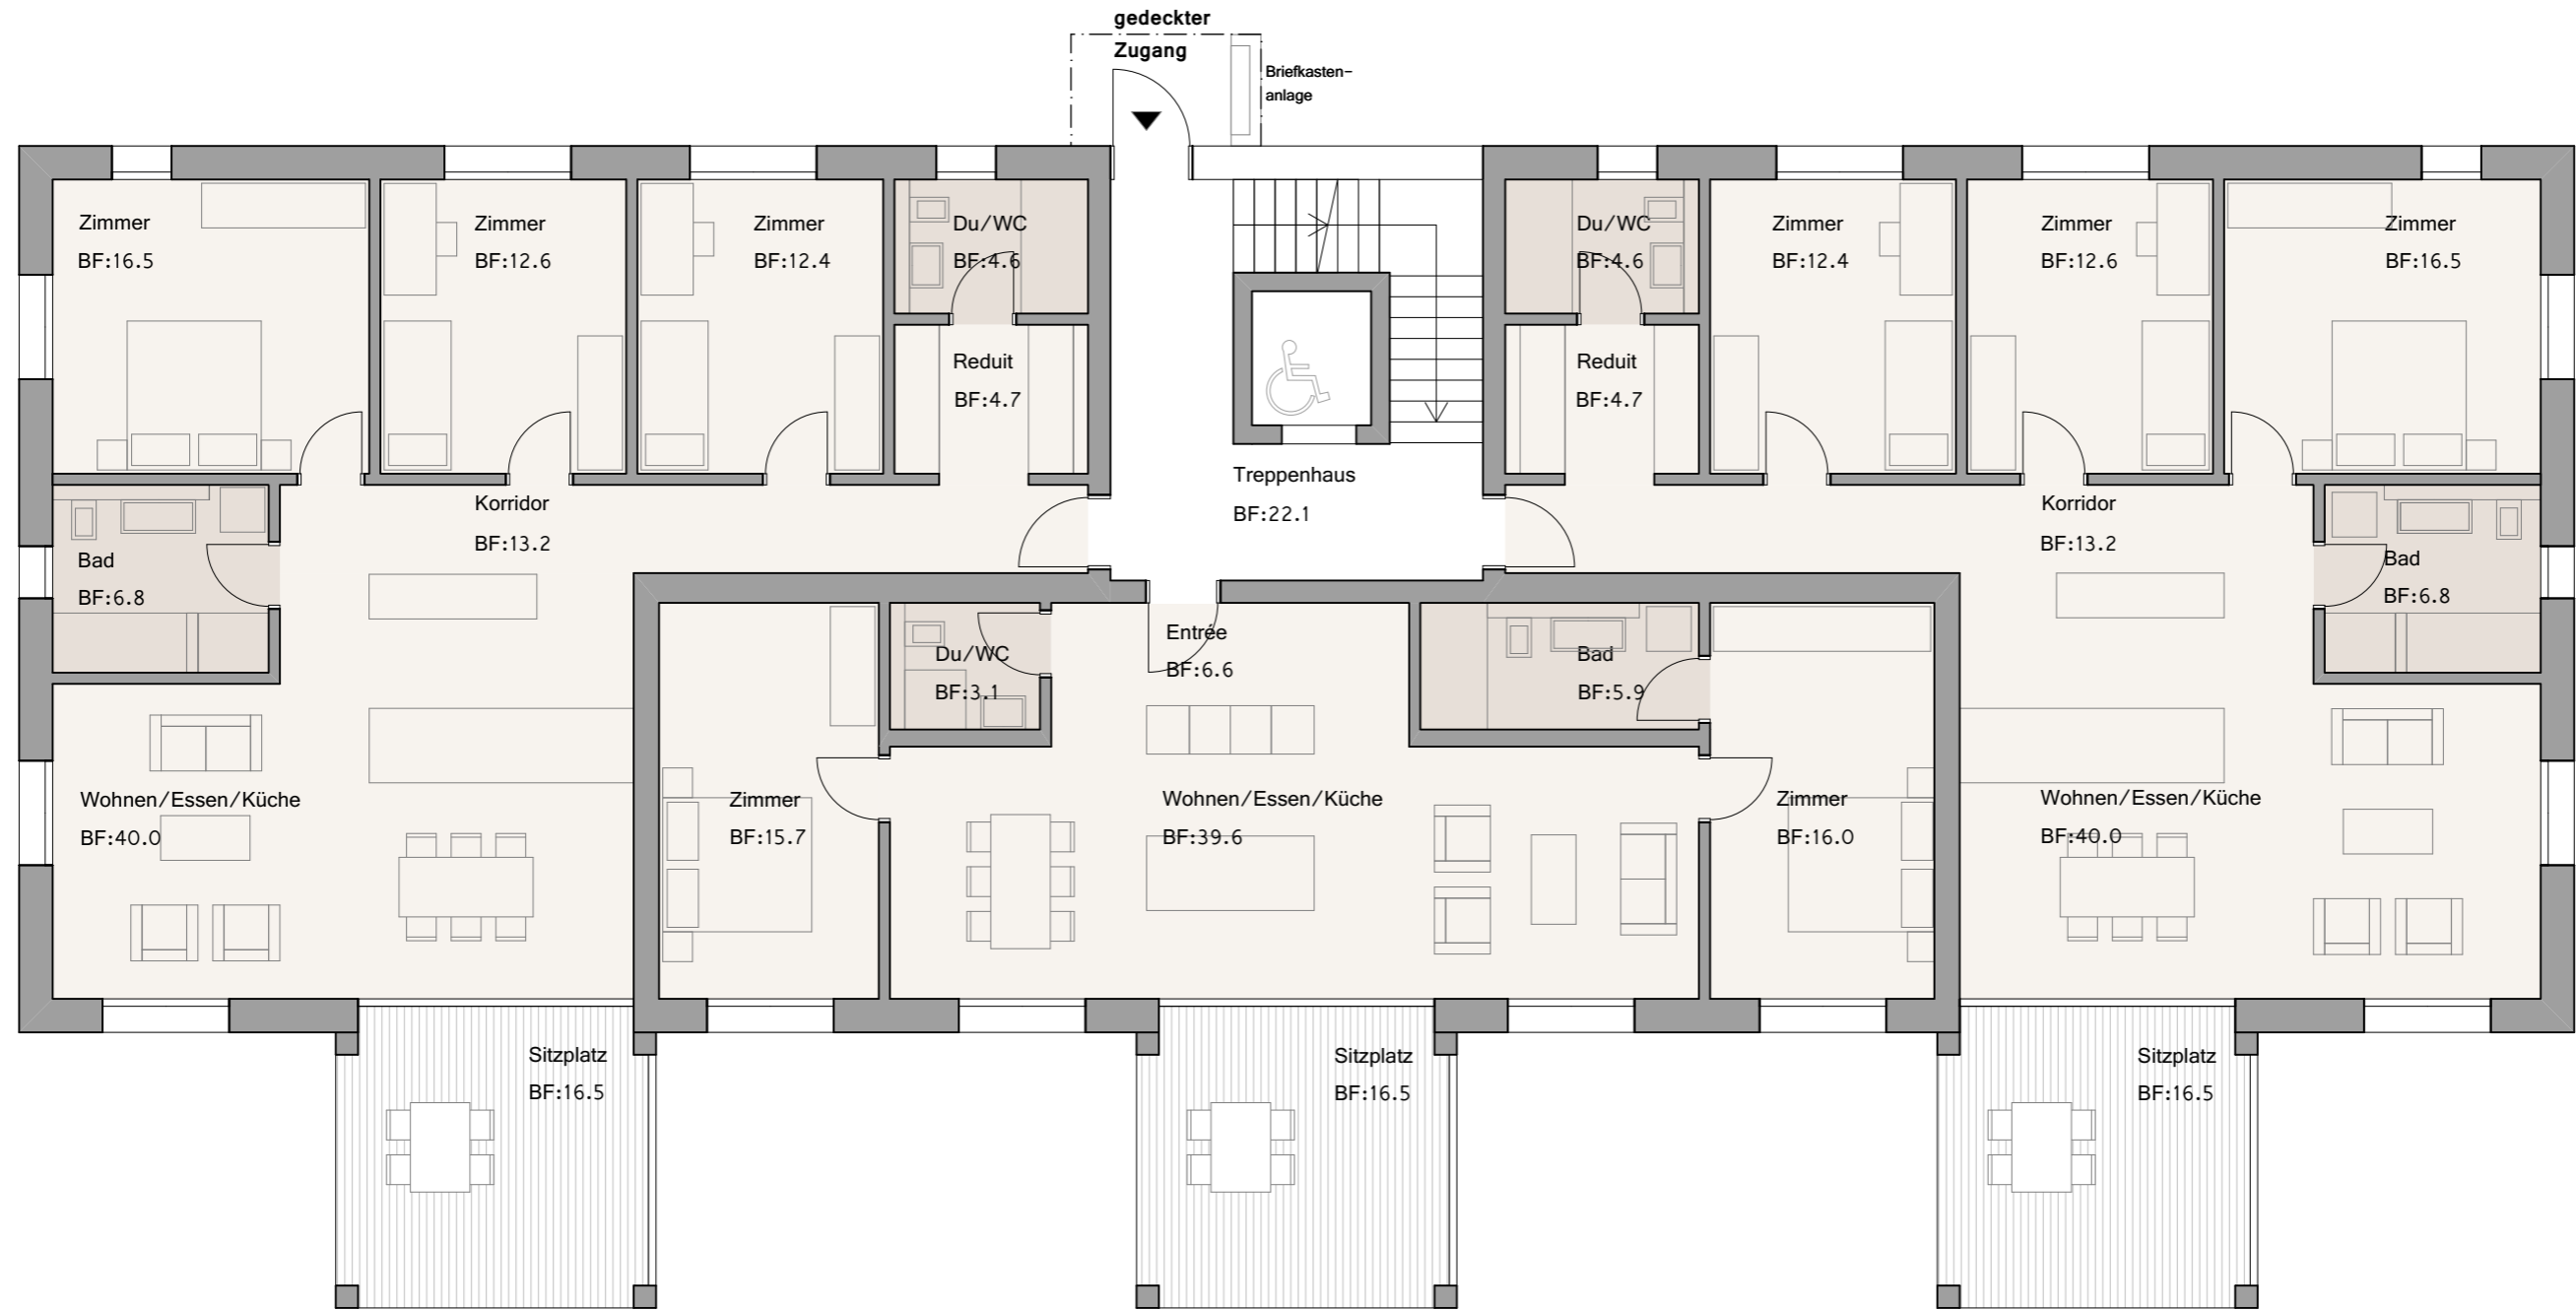 gedeckter
Zugang
Briefkasten-
anlage
Zimmer
BF:16.5
Zimmer
BF:12.6
Zimmer
BF:12.4
Du/WC
BF:4.6
Du/WC
BF:4.6
Zimmer
BF:12.4
Zimmer
BF:12.6
Zimmer
BF:16.5
Reduit
BF:4.7
Reduit
BF:4.7
Treppenhaus
BF:22.1
Korridor
BF:13.2
Korridor
BF:13.2
Bad
BF:6.8
Bad
BF:6.8
Entrée
BF:6.6
Du/WC
BF:3.1
Bad
BF:5.9
Wohnen/Essen/Küche
BF:40.0
Zimmer
BF:15.7
Wohnen/Essen/Küche
BF:39.6
Zimmer
BF:16.0
Wohnen/Essen/Küche
BF:40.0
Sitzplatz
BF:16.5
Sitzplatz
BF:16.5
Sitzplatz
BF:16.5